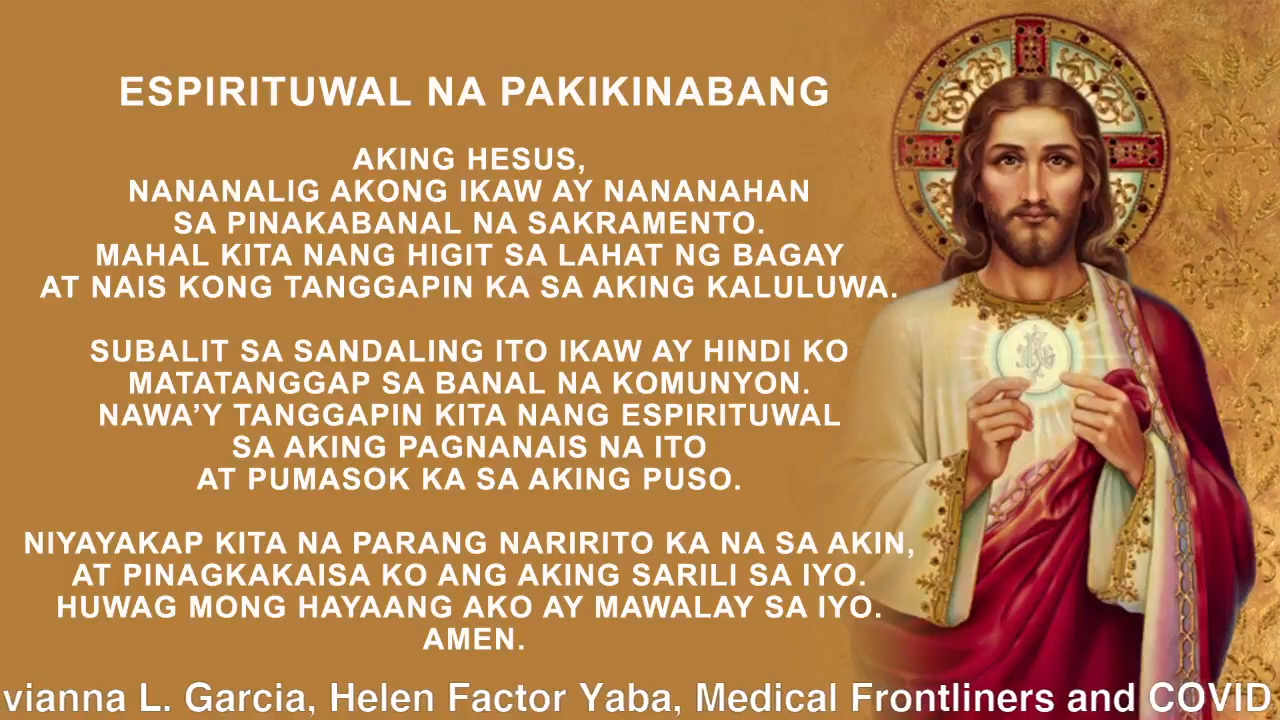 ESPIRITUWAL NA PAKIKINABANG
AKING HESUS,
NANANALIG AKONG IKAW AY NANANAHAN
SA PINAKABANAL NA SAKRAMENTO.
MAHAL KITA NANG HIGIT SA LAHAT NG BAGAY
AT NAIS KONG TANGGAPIN KA SA AKING KALULUWA.
SUBALIT SA SANDALING ITO IKAW AY HINDI KO
MATATANGGAP SA BANAL NA KOMUNYON.
NAWA’Y TANGGAPIN KITA NANG ESPIRITUWAL
SA AKING PAGNANAIS NA ITO
AT PUMASOK KA SA AKING PUSO.
NIYAYAKAP KITA NA PARANG NARIRITO KA NA SA AKIN,
AT PINAGKAKAISA KO ANG AKING SARILI SA IYO.
HUWAG MONG HAYAANG AKO AY MAWALAY SA IYO.
AMEN.
vianna L. Garcia, Helen Factor Yaba, Medical Frontliners and COVID